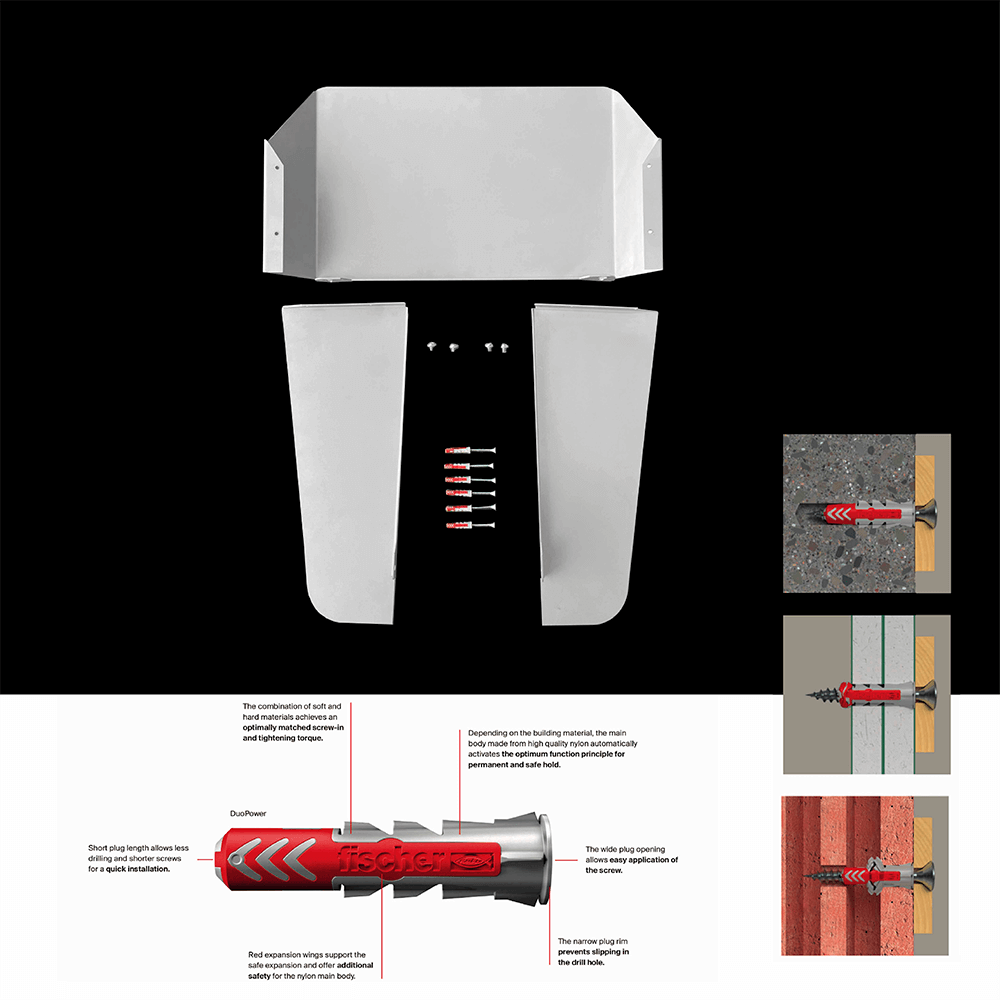 The combination of soft and
hard materials achieves an
optimally matched screw-in
and tightening torque.
Depending on the building material, the main
body made from high quality nylon automatically
activates the optimum function principle for
permanent and safe hold.
DuoPower
Short plug length allows less
drilling and shorter screws
for a quick installation.
fischer
The wide plug opening
allows easy application of
the screw.
Red expansion wings support the
safe expansion and offer additional
safety for the nylon main body.
The narrow plug rim
prevents slipping in
the drill hole.